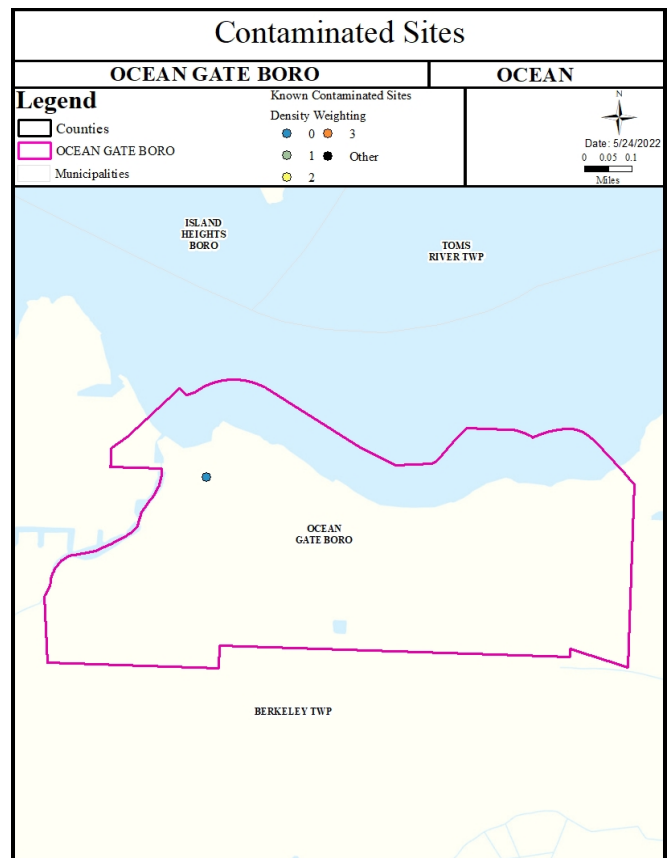 Contaminated Sites
OCEAN GATE BORO
OCEAN
Legend
Counties
OCEAN GATE BORO
Municipalities
Known Contaminated Sites
Density Weighting
0 3
1 Other
2
N
Date: 5/24/2022
0 0.05 0.1
Miles
ISLAND
HEIGHTS
BORO
TOMS
RIVER TWP
OCEAN
GATE BORO
BERKELEY TWP